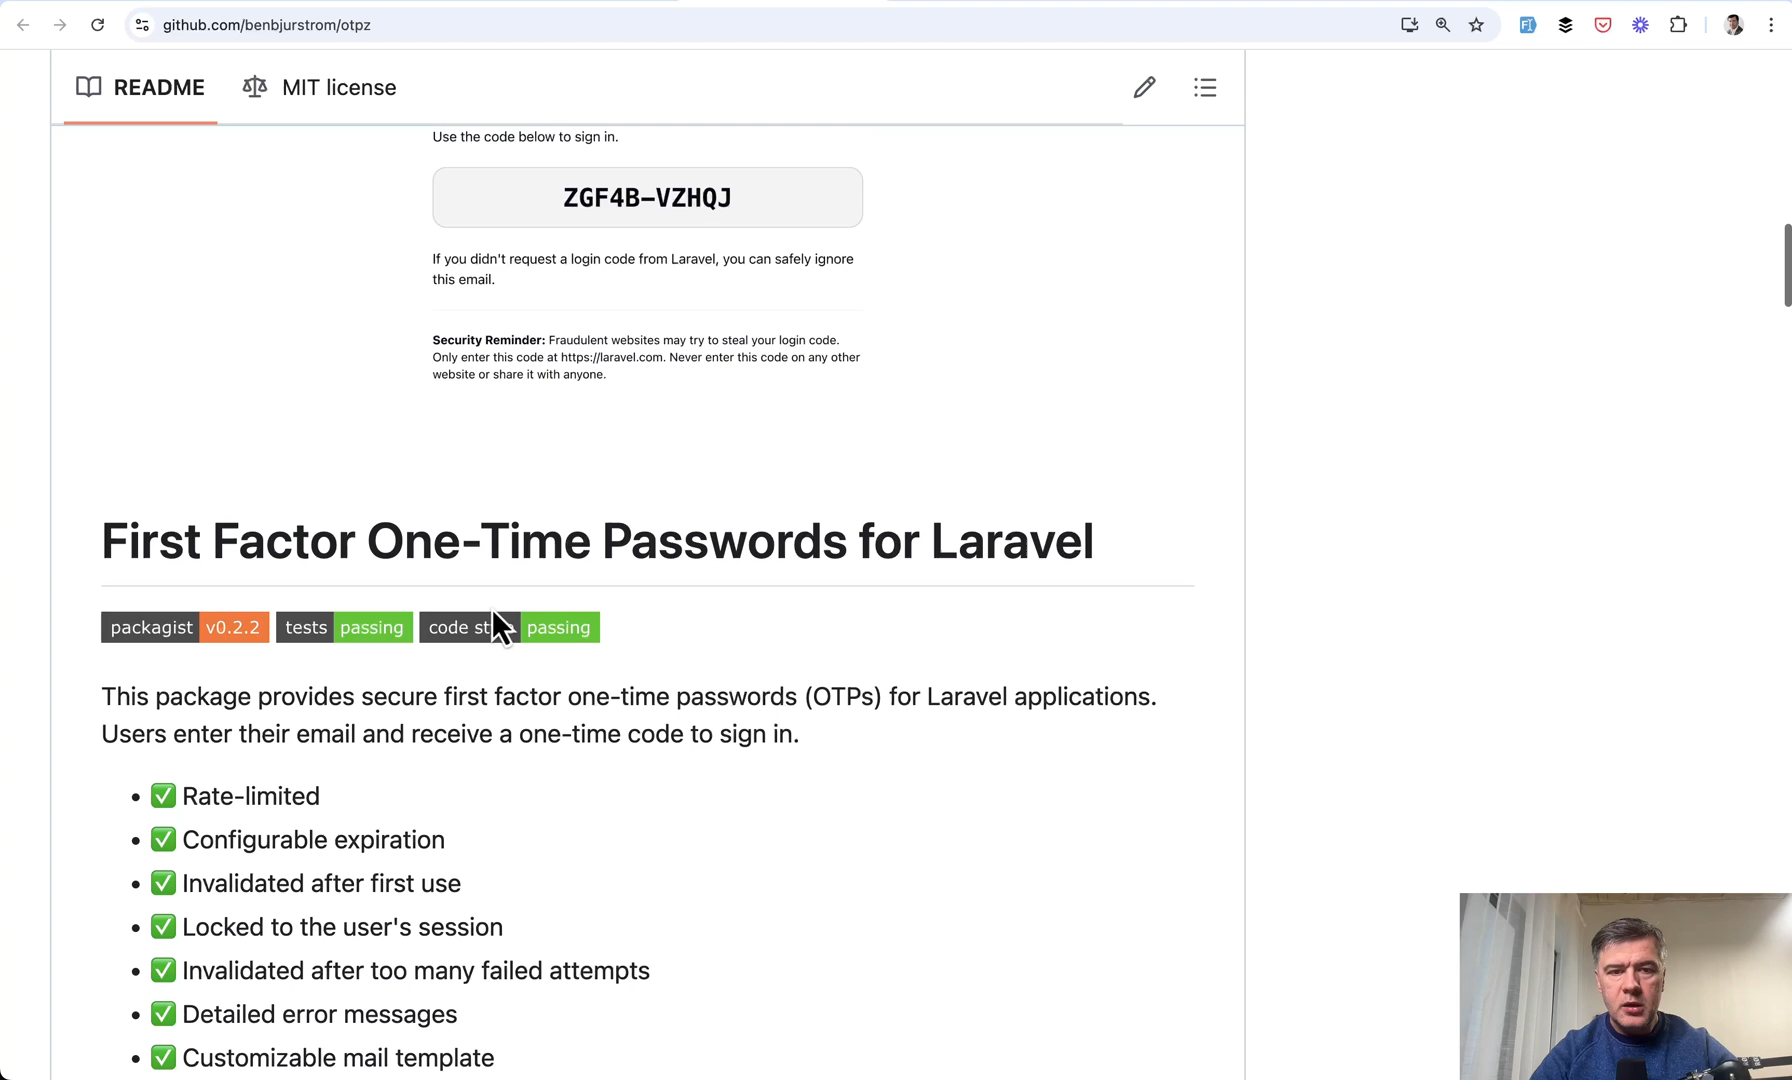 github.com/benbjurstrom/otpz
README
MIT license
Use the code below to sign in.
ZGF4B–VZHQJ
If you didn't request a login code from Laravel, you can safely ignore
this email.
Security Reminder: Fraudulent websites may try to steal your login code.
Only enter this code at https://laravel.com. Never enter this code on any other
website or share it with anyone.
First Factor One-Time Passwords for Laravel
packagist v0.2.2 tests passing code passing
This package provides secure first factor one-time passwords (OTPs) for Laravel applications.
Users enter their email and receive a one-time code to sign in.
• ✅ Rate-limited
• ✅ Configurable expiration
• ✅ Invalidated after first use
• ✅ Locked to the user's session
• ✅ Invalidated after too many failed attempts
• ✅ Detailed error messages
• ✅ Customizable mail template